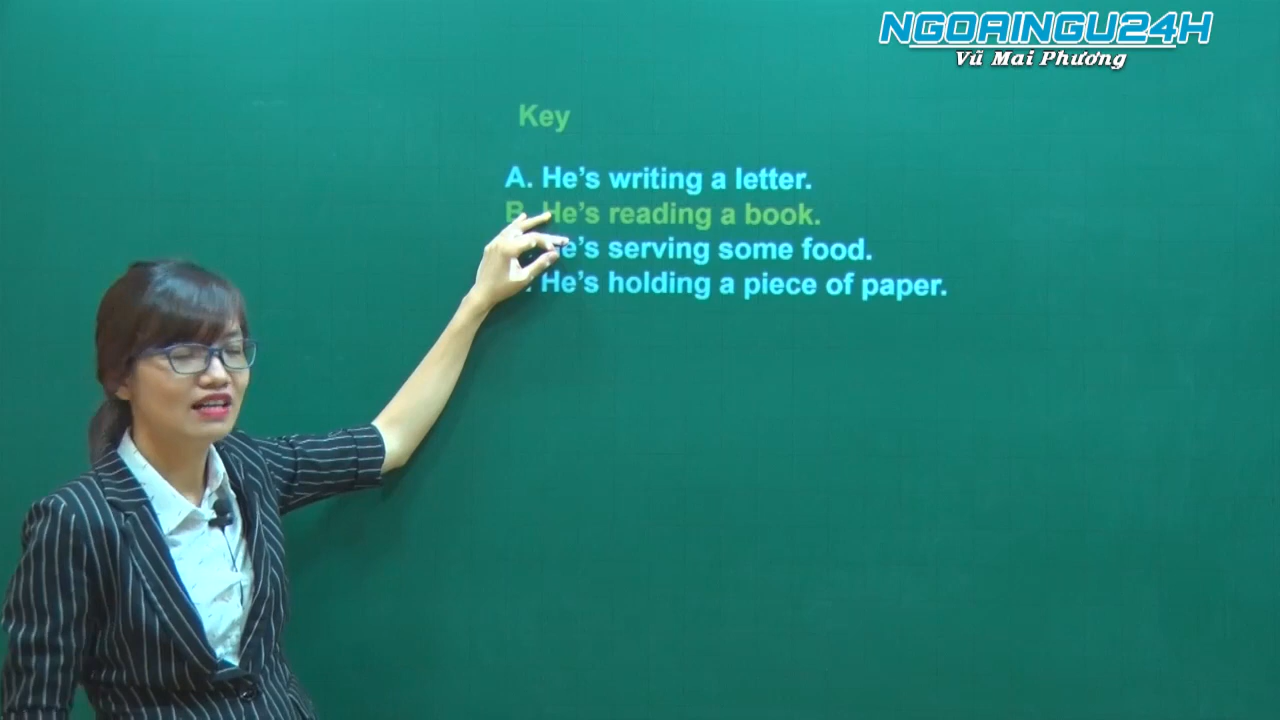 NGOAINGU24H
Vũ Mai Phương
Key
A. He's writing a letter.
B. He's reading a book.
He's serving some food.
. He's holding a piece of paper.